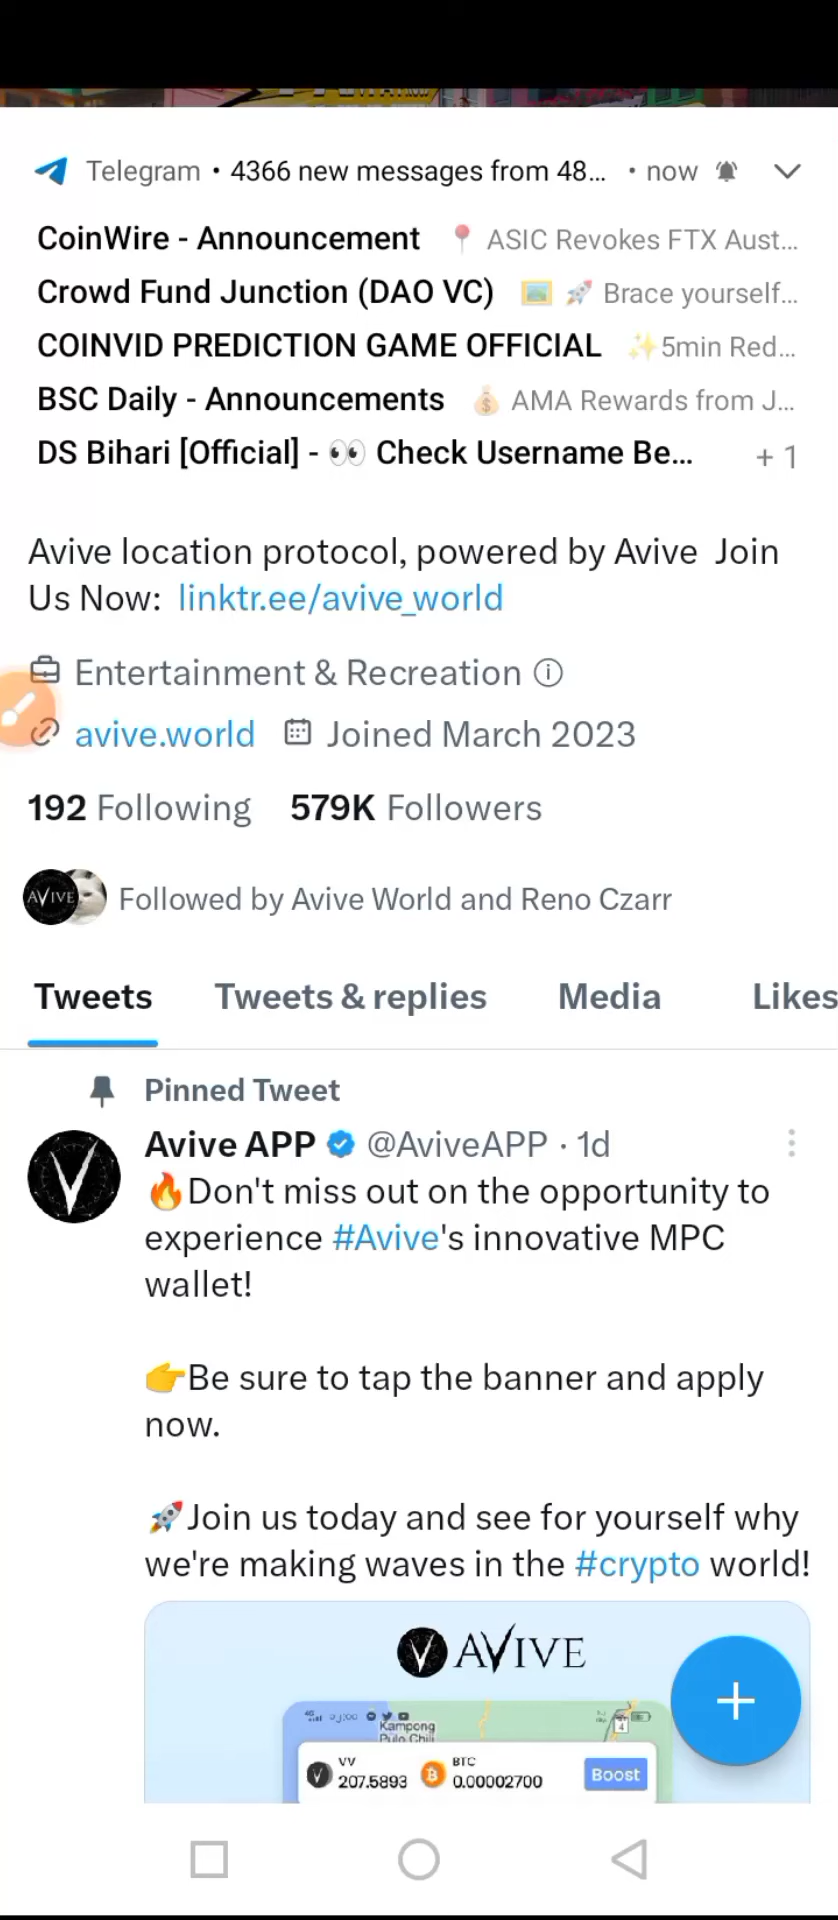 Telegram • 4366 new messages from 48... • now
CoinWire - Announcement 📍 ASIC Revokes FTX Aust...
Crowd Fund Junction (DAO VC) 🖼️ 🚀 Brace yourself...
COINVID PREDICTION GAME OFFICIAL ✨5min Red...
BSC Daily - Announcements 💰 AMA Rewards from J...
DS Bihari [Official] - 👀 Check Username Be... + 1
Avive location protocol, powered by Avive Join
Us Now: linktr.ee/avive_world
Entertainment & Recreation
avive.world Joined March 2023
192 Following 579K Followers
AVIVE
Followed by Avive World and Reno Czarr
Tweets Tweets & replies Media Likes
Pinned Tweet
Avive APP @AviveAPP · 1d
🔥Don't miss out on the opportunity to
experience #Avive's innovative MPC
wallet!
👉Be sure to tap the banner and apply
now.
🚀Join us today and see for yourself why
we're making waves in the #crypto world!
AVIVE
Kampong
Pulo Chili
4
VV BTC
207.5893 0.00002700 Boost